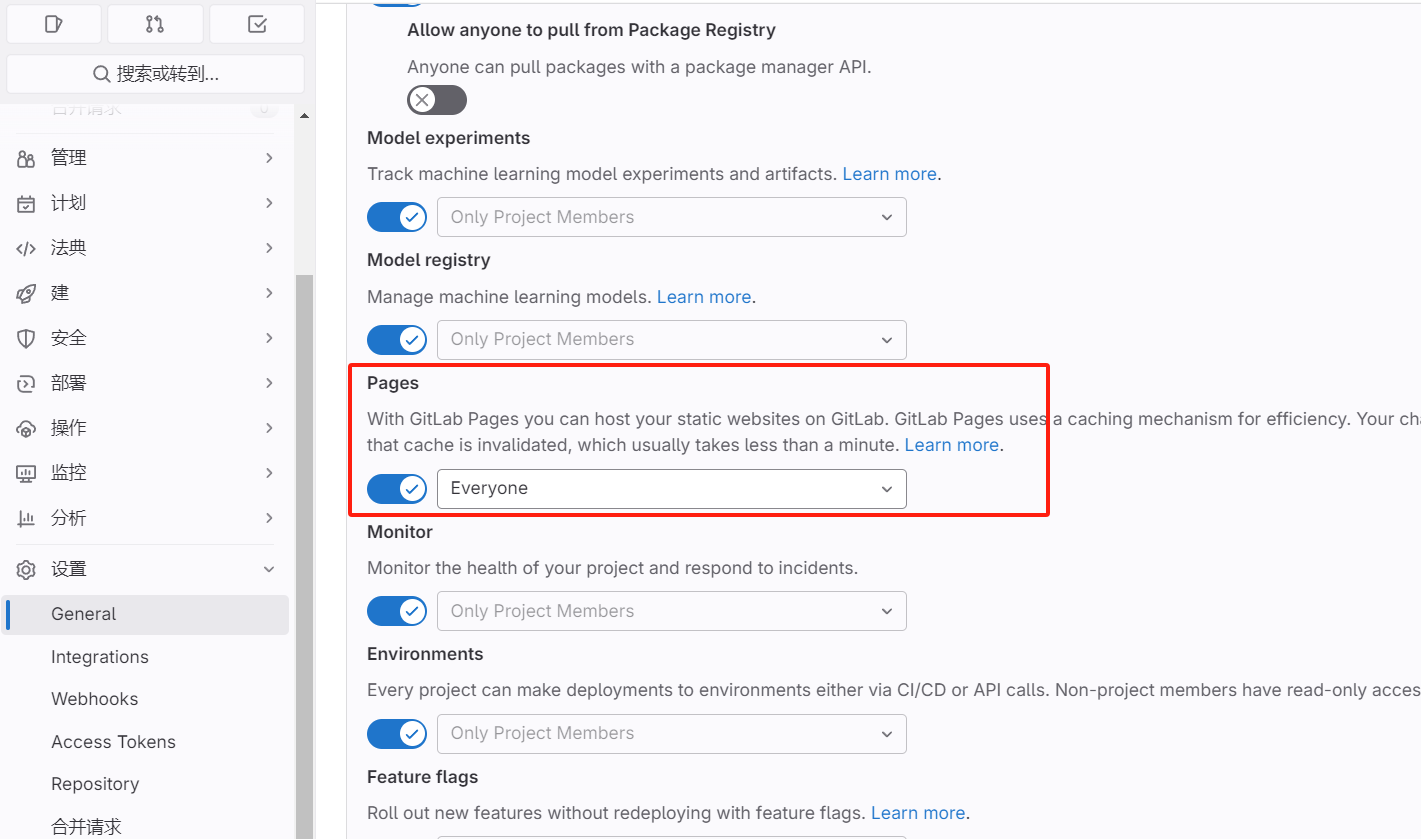 搜索或转到...
合并请求
管理
计划
法典
建
安全
部署
操作
监控
分析
设置
General
Integrations
Webhooks
Access Tokens
Repository
合并请求
Allow anyone to pull from Package Registry
Anyone can pull packages with a package manager API.
Model experiments
Track machine learning model experiments and artifacts. Learn more.
Only Project Members
Model registry
Manage machine learning models. Learn more.
Only Project Members
Pages
With GitLab Pages you can host your static websites on GitLab. GitLab Pages uses a caching mechanism for efficiency. Your cha
that cache is invalidated, which usually takes less than a minute. Learn more.
Everyone
Monitor
Monitor the health of your project and respond to incidents.
Only Project Members
Environments
Every project can make deployments to environments either via CI/CD or API calls. Non-project members have read-only acces
Only Project Members
Feature flags
Roll out new features without redeploying with feature flags. Learn more.